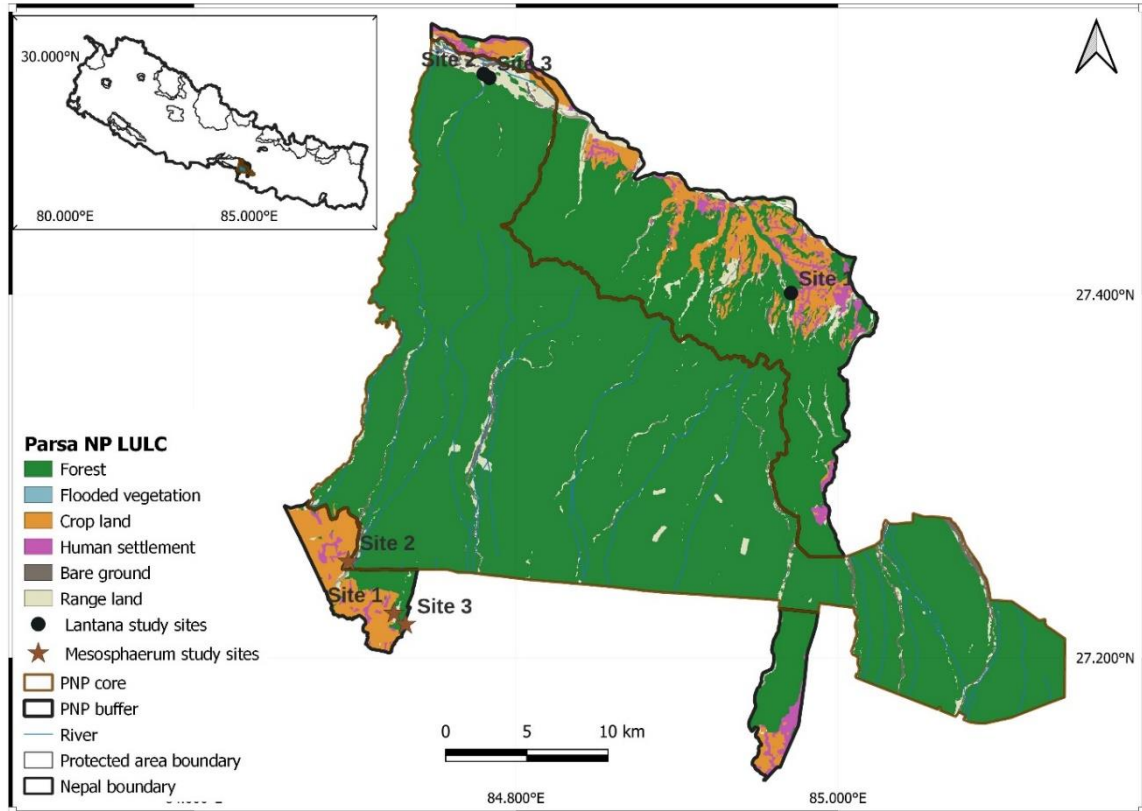 30.000°N
80.000°E
85.000°E
Site 2
Site 3
Site 1
27.400°N
Parsa NP LULC
Forest
Flooded vegetation
Crop land
Human settlement
Bare ground
Range land
Lantana study sites
Mesosphaerum study sites
PNP core
PNP buffer
River
Protected area boundary
Nepal boundary
Site 2
Site 1
Site 3
27.200°N
0 5 10 km
84.800°E
85.000°E